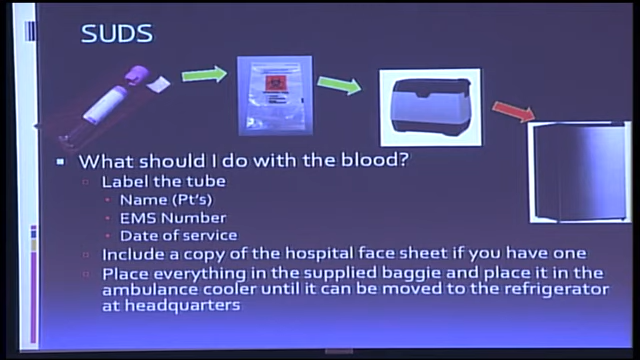 SUDS
What should I do with the blood?
Label the tube
Name (Pt's)
EMS Number
Date of service
Include a copy of the hospital face sheet if you have one
Place everything in the supplied baggie and place it in the
ambulance cooler until it can be moved to the refrigerator
at headquarters